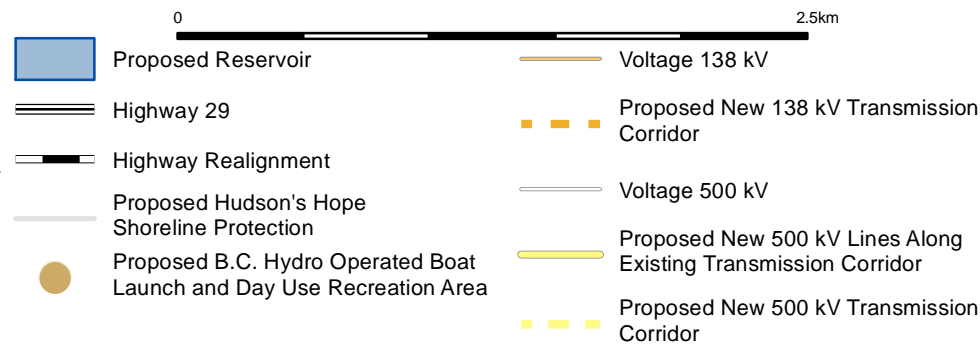 0 2.5km
Proposed Reservoir
Highway 29
Highway Realignment
Proposed Hudson's Hope
Shoreline Protection
Proposed B.C. Hydro Operated Boat
Launch and Day Use Recreation Area
Voltage 138 kV
Proposed New 138 kV Transmission
Corridor
Voltage 500 kV
Proposed New 500 kV Lines Along
Existing Transmission Corridor
Proposed New 500 kV Transmission
Corridor